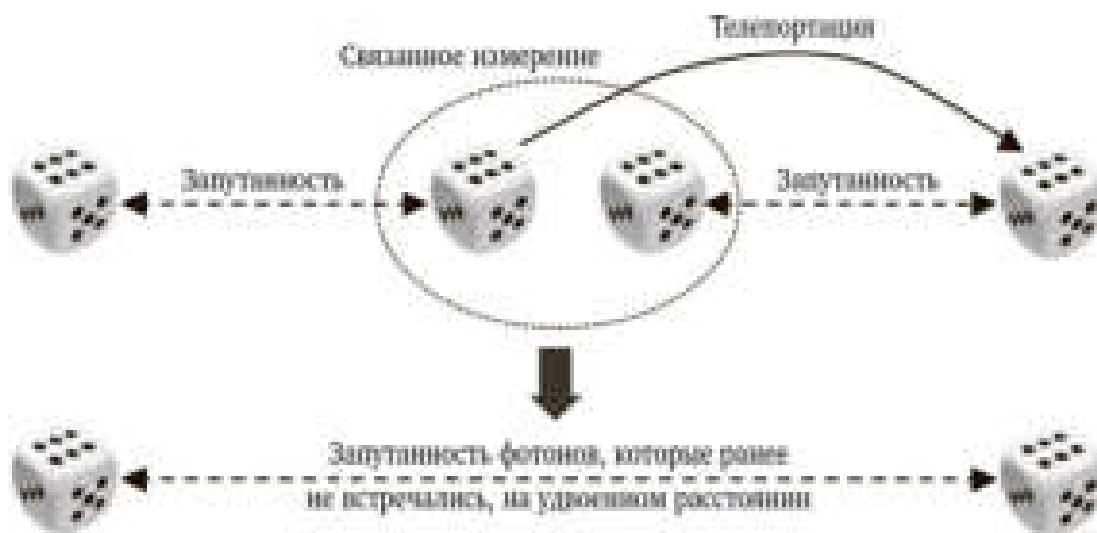 Телепортация
Связанное измерение
Запутанность
Запутанность
Запутанность фотонов, которые ранее
не встречались, на удвоенном расстоянии